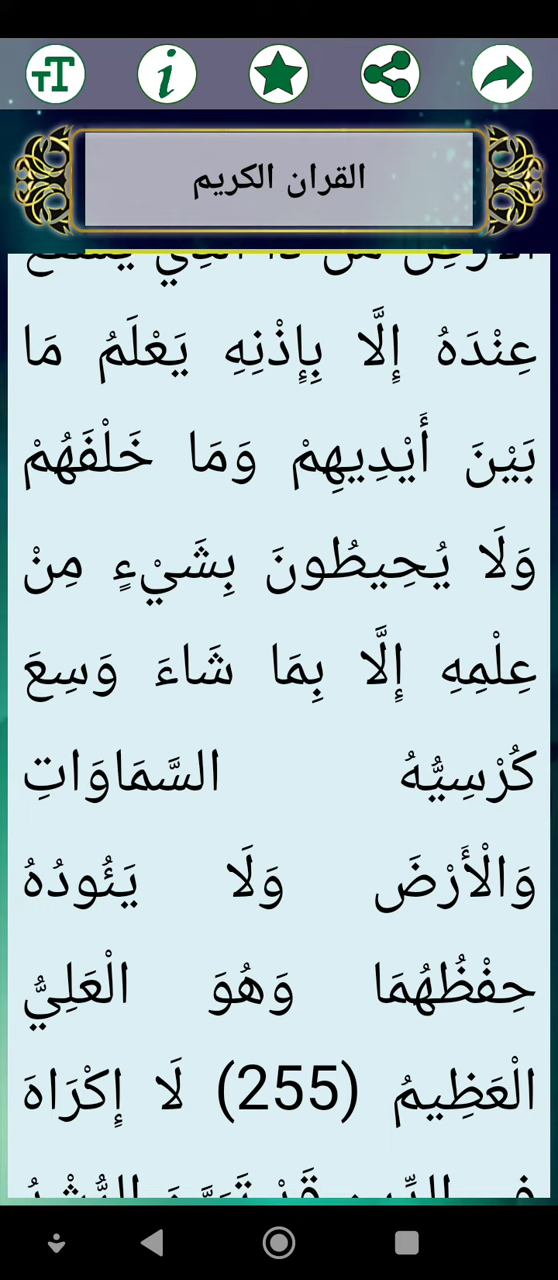 القران الكريم
عِنْدَهُ إِلَّا بِإِذْنِهِ يَعْلَمُ مَا
بَيْنَ أَيْدِيهِمْ وَمَا خَلْفَهُمْ
وَلَا يُحِيطُونَ بِشَيْءٍ مِنْ
عِلْمِهِ إِلَّا بِمَا شَاءَ وَسِعَ
كُرْسِيُّهُ السَّمَاوَاتِ
وَالْأَرْضَ وَلَا يَئُودُهُ
حِفْظُهُمَا وَهُوَ الْعَلِيُّ
الْعَظِيمُ (255) لَا إِكْرَاهَ